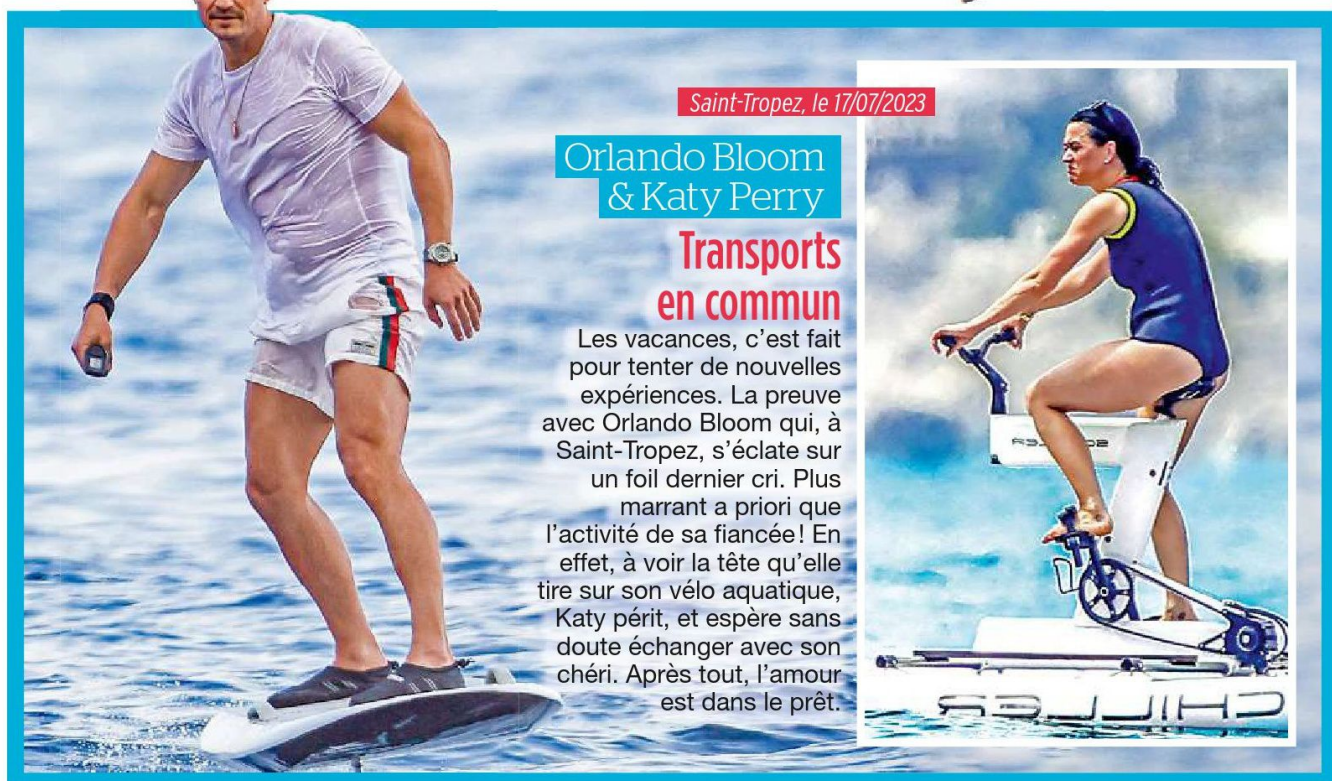 Saint-Tropez, le 17/07/2023
Orlando Bloom
& Katy Perry
Transports
en commun
Les vacances, c’est fait
pour tenter de nouvelles
expériences. La preuve
avec Orlando Bloom qui, à
Saint-Tropez, s’éclate sur
un foil dernier cri. Plus
marrant a priori que
l’activité de sa fiancée ! En
effet, à voir la tête qu’elle
tire sur son vélo aquatique,
Katy périt, et espère sans
doute échanger avec son
chéri. Après tout, l’amour
est dans le prêt.
CHILLER